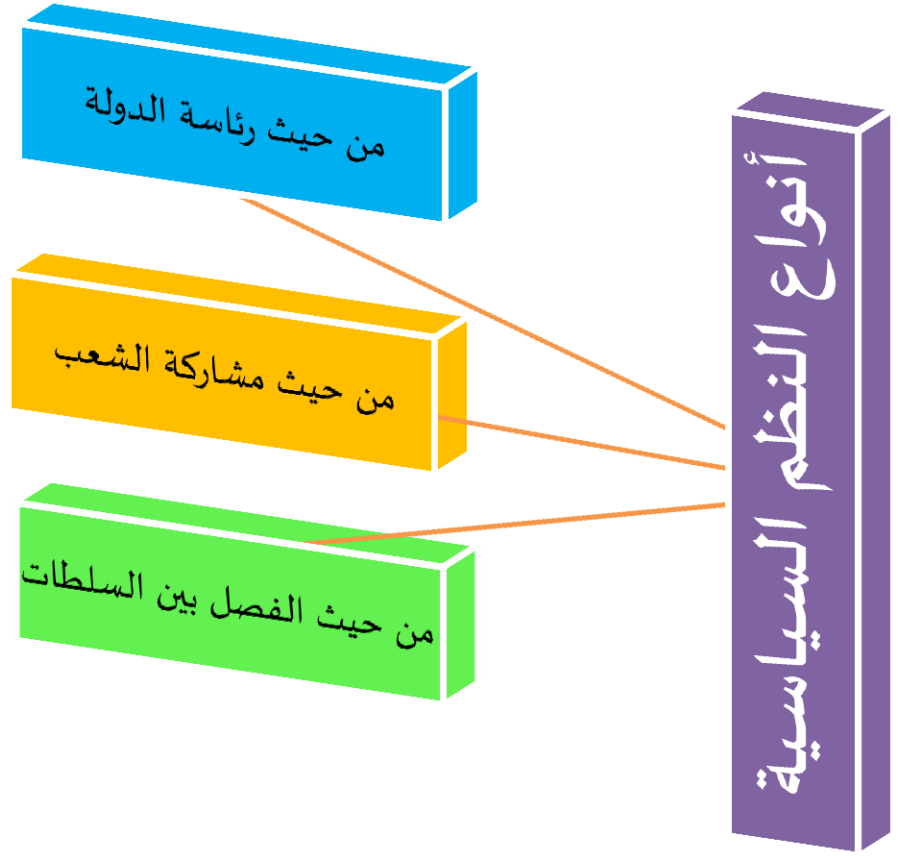 أنواع النظم السياسية
من حيث رئاسة الدولة
من حيث مشاركة الشعب
من حيث الفصل بين السلطات